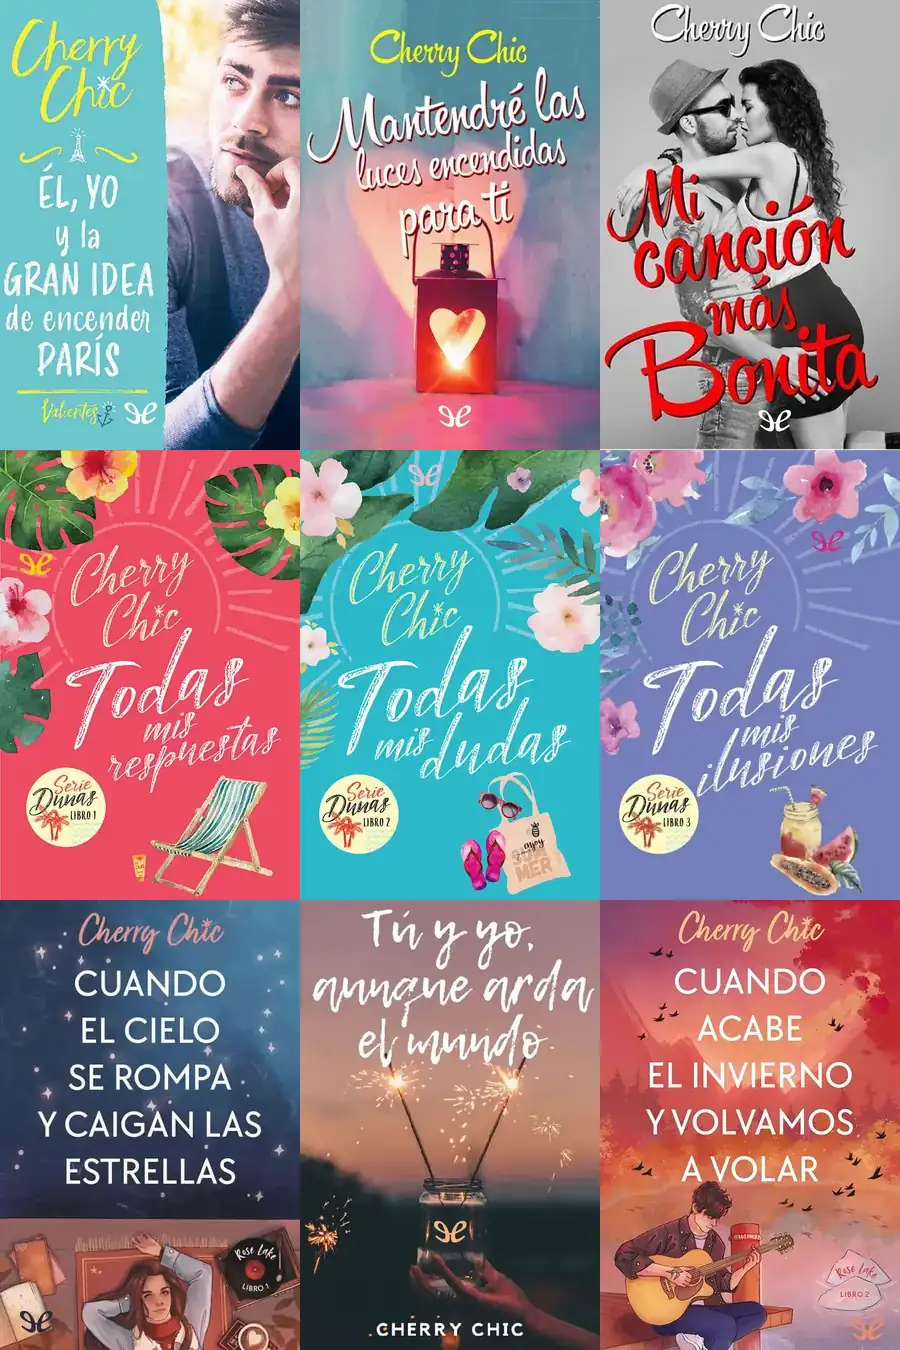 Cherry
Chic
ÉL, YO
y la
GRAN IDEA
de encender
PARÍS
Valientes
Cherry Chic
Mantendré las
luces encendidas
para ti
Cherry Chic
Mi
canción
más
Bonita
Cherry
Chic
Todas
mis
respuestas
Serie
Dunas
LIBRO 1
Cherry
Chic
Todas
mis dudas
Serie
Dunas
LIBRO 2
enjoy
SUM
MER
Cherry
Chic
Todas
mis
ilusiones
Serie
Dunas
LIBRO 3
Cherry Chic
CUANDO
EL CIELO
SE ROMPA
Y CAIGAN LAS
ESTRELLAS
Rose Lake
LIBRO 1
Tú y yo,
aunque arda
el mundo
CHERRY CHIC
Cherry Chic
CUANDO
ACABE
EL INVIERNO
Y VOLVAMOS
A VOLAR
Rose Lake
LIBRO 2